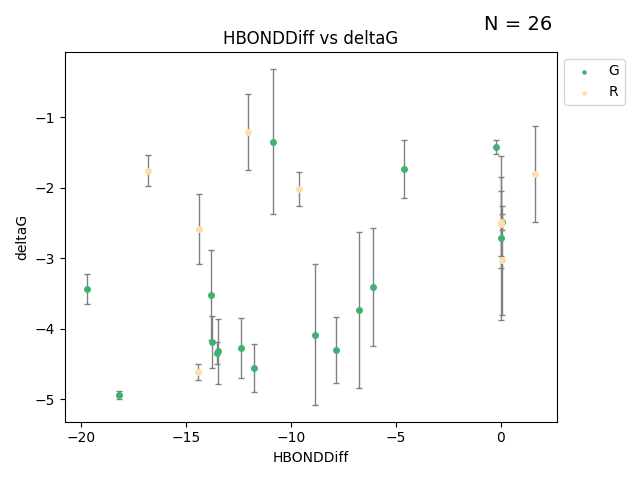 N = 26
HBONDDiff vs deltaG
G
R
−1
−2
−3
−4
−5
deltaG
−20
−15
−10
−5
0
HBONDDiff